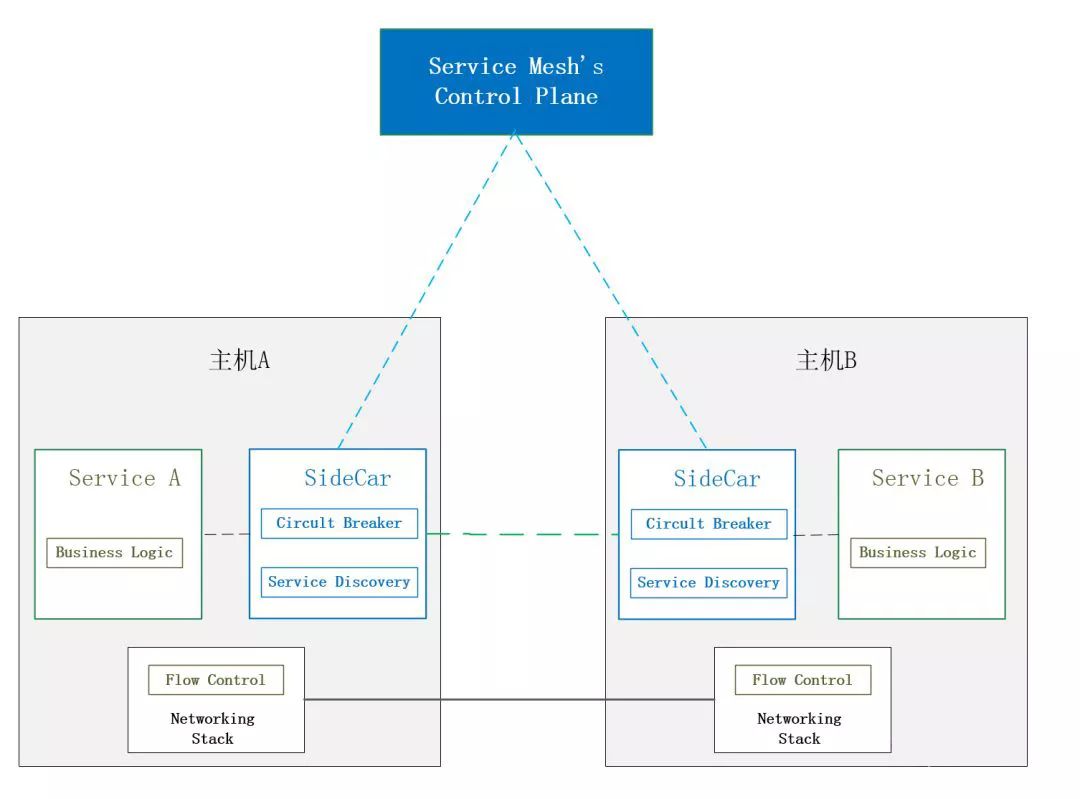 Service Mesh's
Control Plane
主机A
主机B
Service A
SideCar
SideCar
Service B
Circult Breaker
Circult Breaker
Business Logic
Business Logic
Service Discovery
Service Discovery
Flow Control
Flow Control
Networking
Stack
Networking
Stack